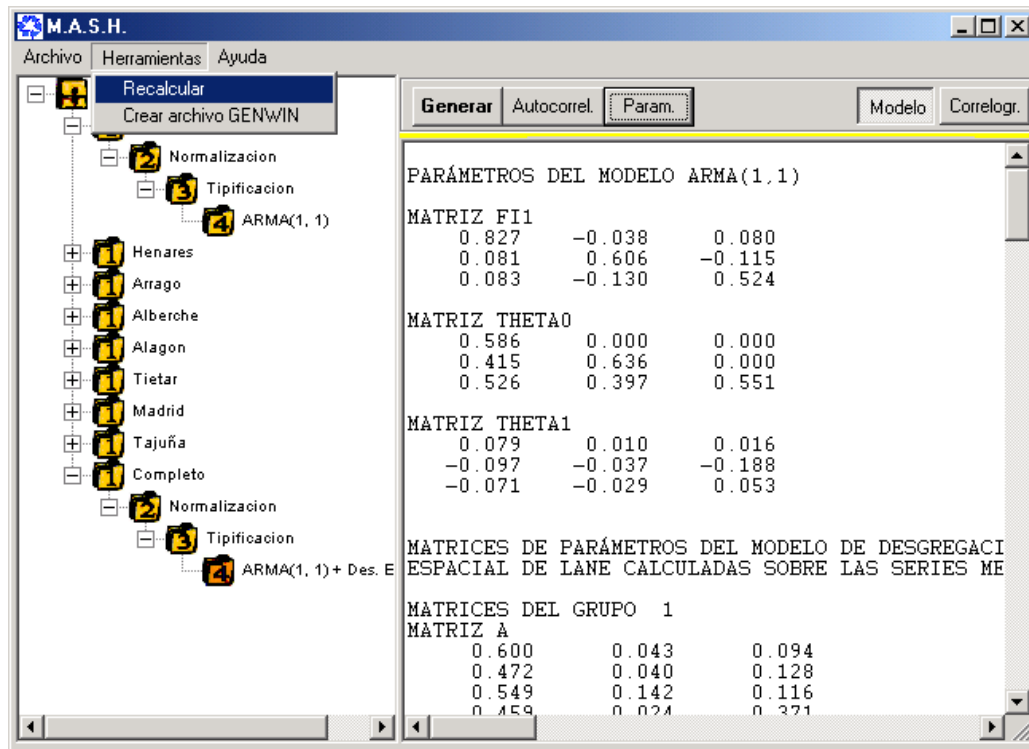 M.A.S.H.
Archivo Herramientas Ayuda
Recalcular
Crear archivo GENWIN
2 Normalizacion
3 Tipificacion
4 ARMA(1, 1)
1 Henares
1 Arrago
1 Alberche
1 Alagon
1 Tietar
1 Madrid
1 Tajuña
1 Completo
2 Normalizacion
3 Tipificacion
4 ARMA(1, 1) + Des. E
Generar Autocorrel. Param. Modelo Correlogr.
PARÁMETROS DEL MODELO ARMA(1,1)
MATRIZ FI1
0.827 -0.038 0.080
0.081 0.606 -0.115
0.083 -0.130 0.524
MATRIZ THETA0
0.586 0.000 0.000
0.415 0.636 0.000
0.526 0.397 0.551
MATRIZ THETA1
0.079 0.010 0.016
-0.097 -0.037 -0.188
-0.071 -0.029 0.053
MATRICES DE PARÁMETROS DEL MODELO DE DESGREGACI
ESPACIAL DE LANE CALCULADAS SOBRE LAS SERIES ME
MATRICES DEL GRUPO 1
MATRIZ A
0.600 0.043 0.094
0.472 0.040 0.128
0.549 0.142 0.116
0.459 0.024 0.371